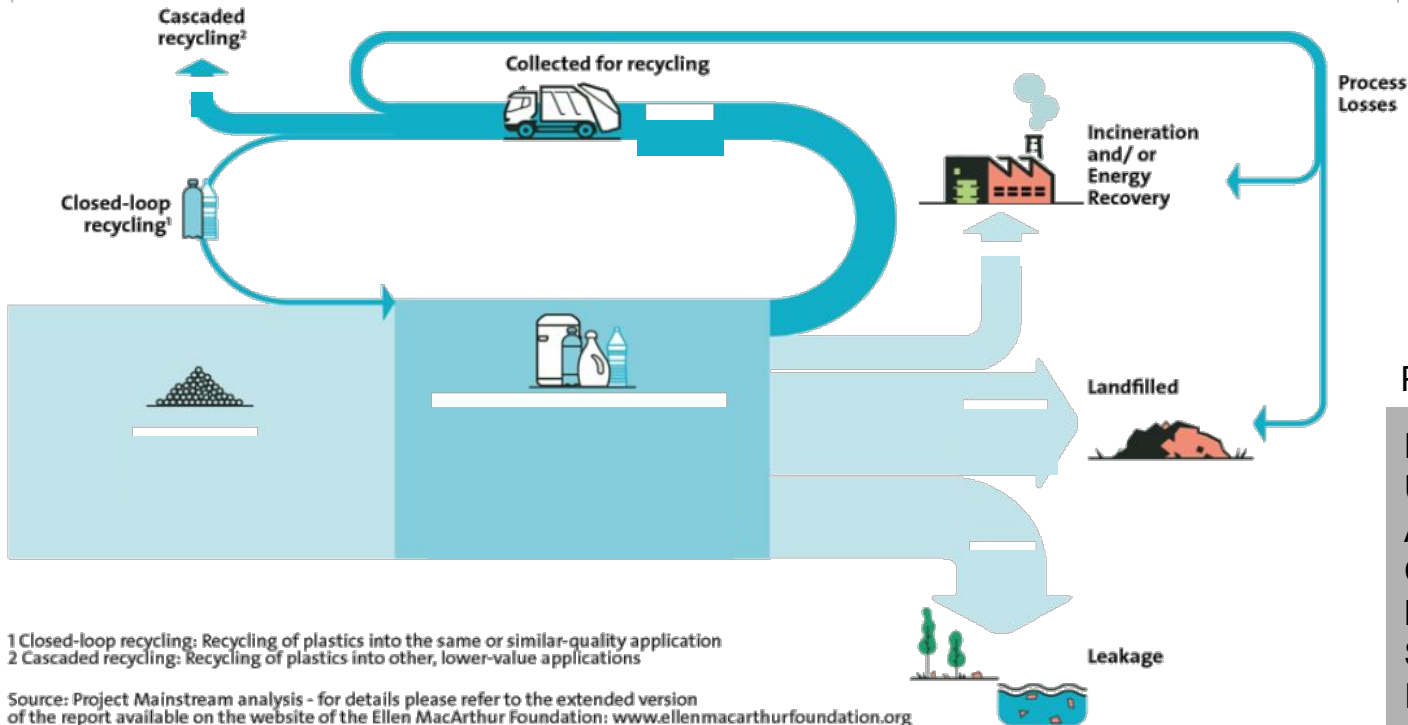 Cascaded
recycling²
Collected for recycling
Process
Losses
Incineration
and/ or
Energy
Recovery
Closed-loop
recycling¹
Landfilled
Leakage
1 Closed-loop recycling: Recycling of plastics into the same or similar-quality application
2 Cascaded recycling: Recycling of plastics into other, lower-value applications
Source: Project Mainstream analysis - for details please refer to the extended version
of the report available on the website of the Ellen MacArthur Foundation: www.ellenmacarthurfoundation.org